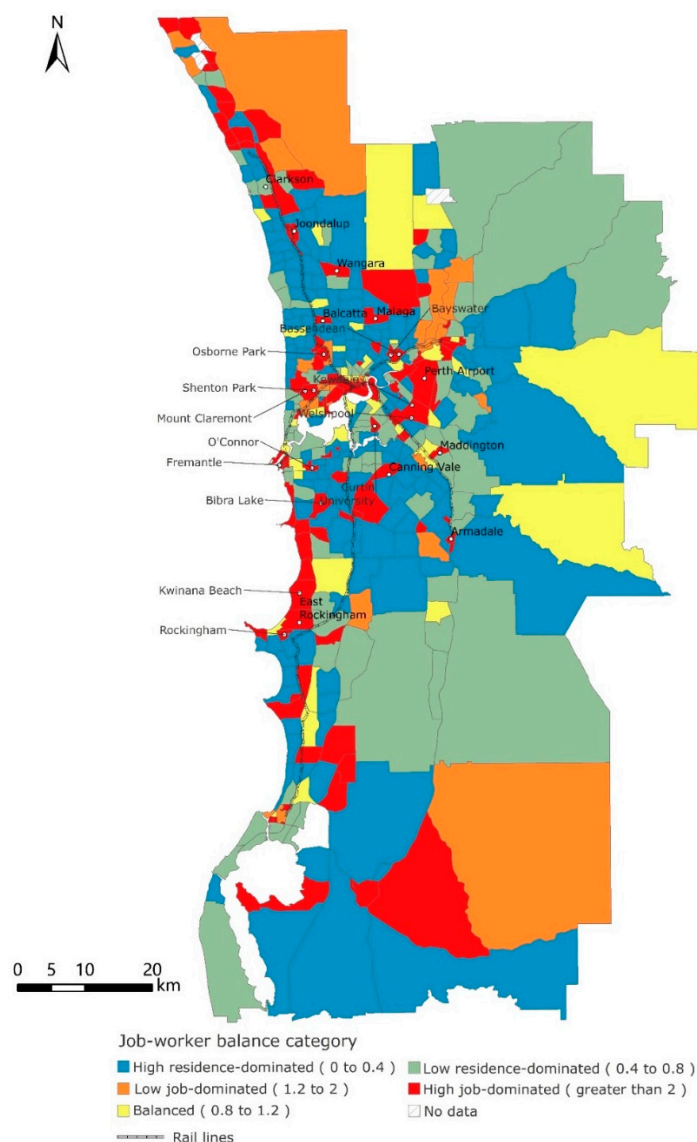 N
Clarkson
Joondalup
Wangara
Balcatta
Malaga
Bayswater
Bassendean
Osborne Park
Perth Airport
Shenton Park
Kewdale
Mount Claremont
Welshpool
O'Connor
Maddington
Fremantle
Canning Vale
Curtin
University
Bibra Lake
Armadale
Kwinana Beach
East
Rockingham
Rockingham
0 5 10 20
km
Job-worker balance category
High residence-dominated ( 0 to 0.4 )
Low residence-dominated ( 0.4 to 0.8 )
Low job-dominated ( 1.2 to 2 )
High job-dominated ( greater than 2 )
Balanced ( 0.8 to 1.2 )
No data
Rail lines